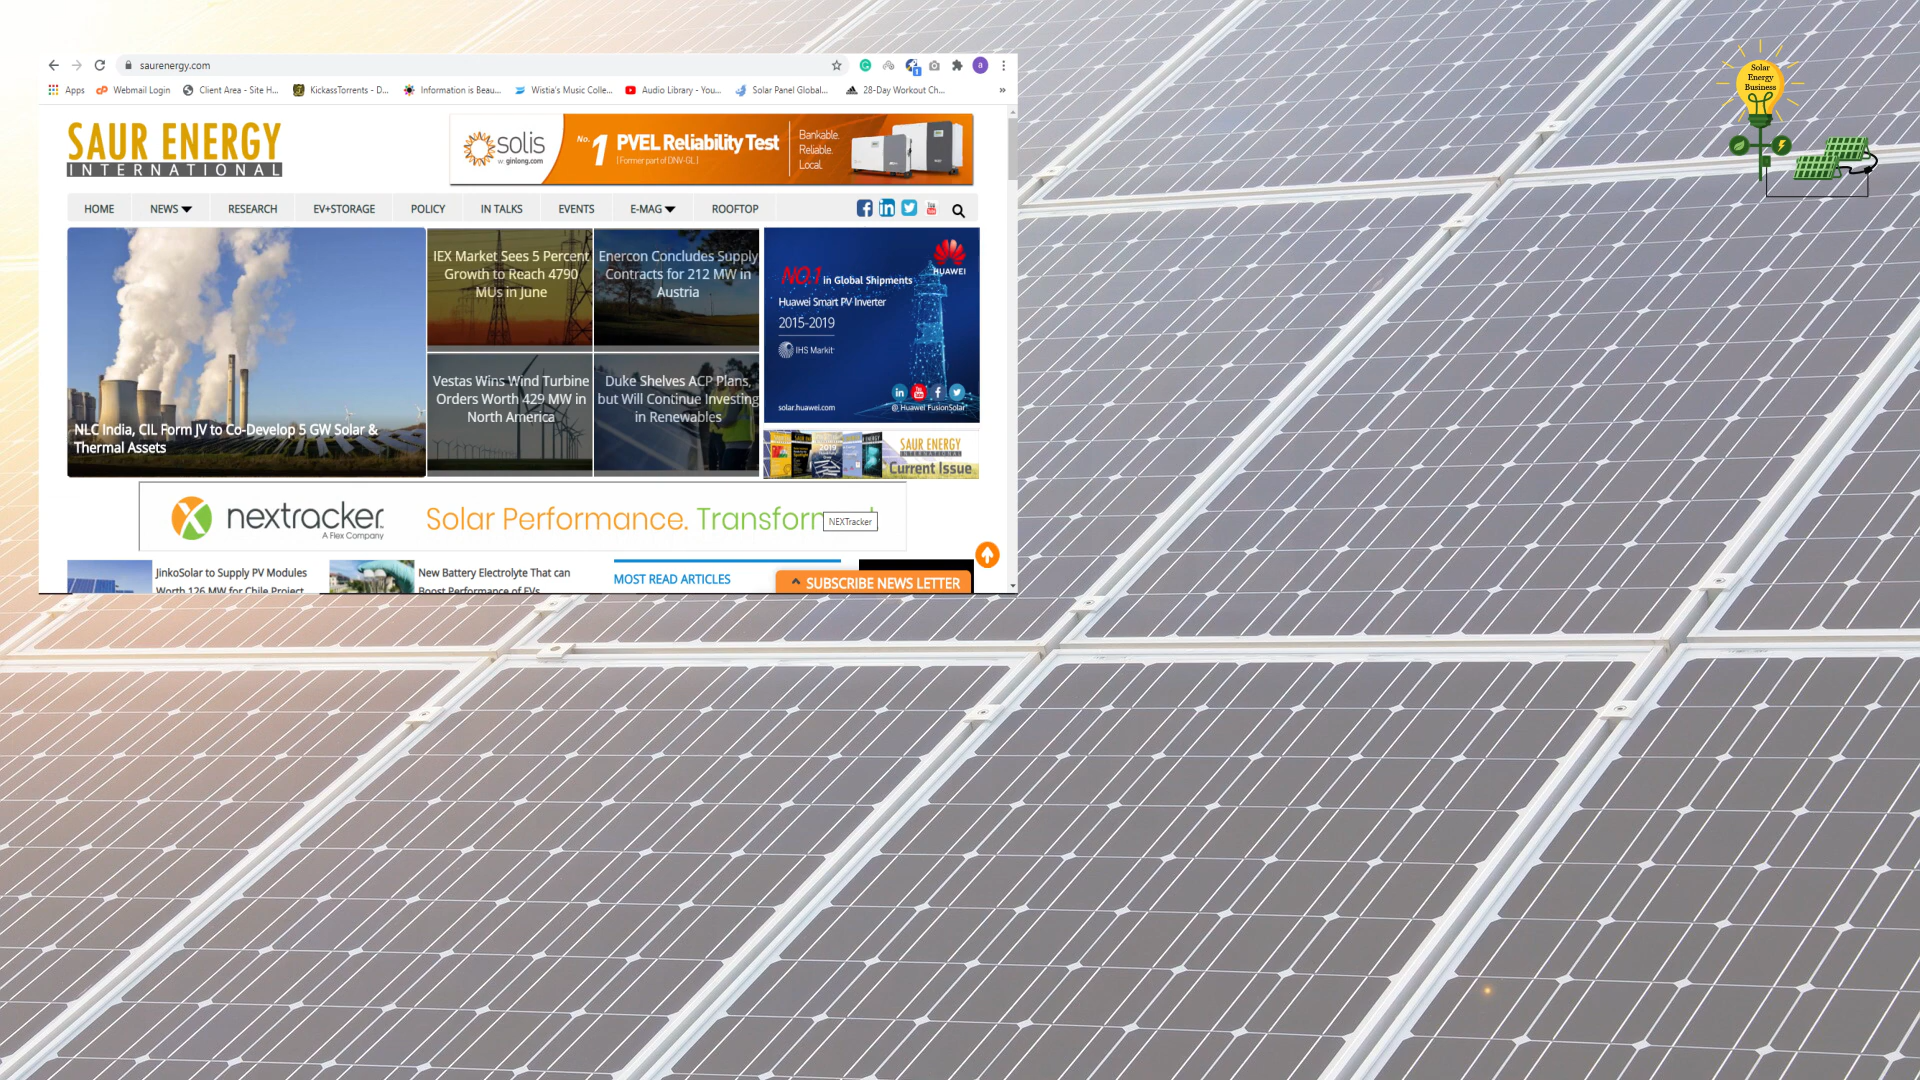 saurenergy.com
Apps
Webmail Login
Client Area - Site H...
KickassTorrents - D...
Information is Beau...
Wistia's Music Colle...
Audio Library - You...
Solar Panel Global...
28-Day Workout Ch...
»
a
1
Solar
Energy
Business
SAUR ENERGY
INTERNATIONAL
solis
w ginlong.com
No. 1 PVEL Reliability Test
[Former part of DNV-GL]
Bankable.
Reliable.
Local.
HOME
NEWS
RESEARCH
EV+STORAGE
POLICY
IN TALKS
EVENTS
E-MAG
ROOFTOP
NLC India, CIL Form JV to Co-Develop 5 GW Solar &
Thermal Assets
IEX Market Sees 5 Percent
Growth to Reach 4790
MUs in June
Enercon Concludes Supply
Contracts for 212 MW in
Austria
Vestas Wins Wind Turbine
Orders Worth 429 MW in
North America
Duke Shelves ACP Plans,
but Will Continue Investing
in Renewables
HUAWEI
NO.1 in Global Shipments
Huawei Smart PV Inverter
2015-2019
IHS Markit
solar.huawei.com
@ Huawei FusionSolar
SAUR ENERGY
INTERNATIONAL
Current Issue
nextracker
A Flex Company
Solar Performance. Transform
NEXTracker
JinkoSolar to Supply PV Modules
Worth 126 MW for Chile Project
New Battery Electrolyte That can
Boost Performance of EVs
MOST READ ARTICLES
SUBSCRIBE NEWS LETTER